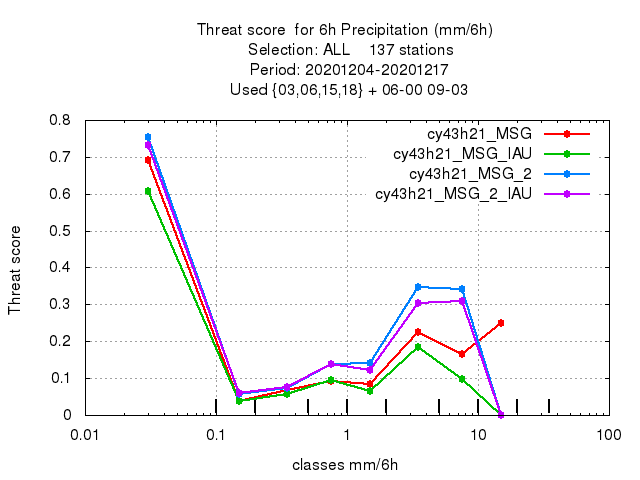 Threat score  for 6h Precipitation (mm/6h)
Selection: ALL    137 stations
Period: 20201204-20201217
Used {03,06,15,18} + 06-00 09-03
cy43h21_MSG
cy43h21_MSG_IAU
cy43h21_MSG_2
cy43h21_MSG_2_IAU
Threat score
0.8
0.7
0.6
0.5
0.4
0.3
0.2
0.1
0
0.01 0.1 1 10 100
classes mm/6h